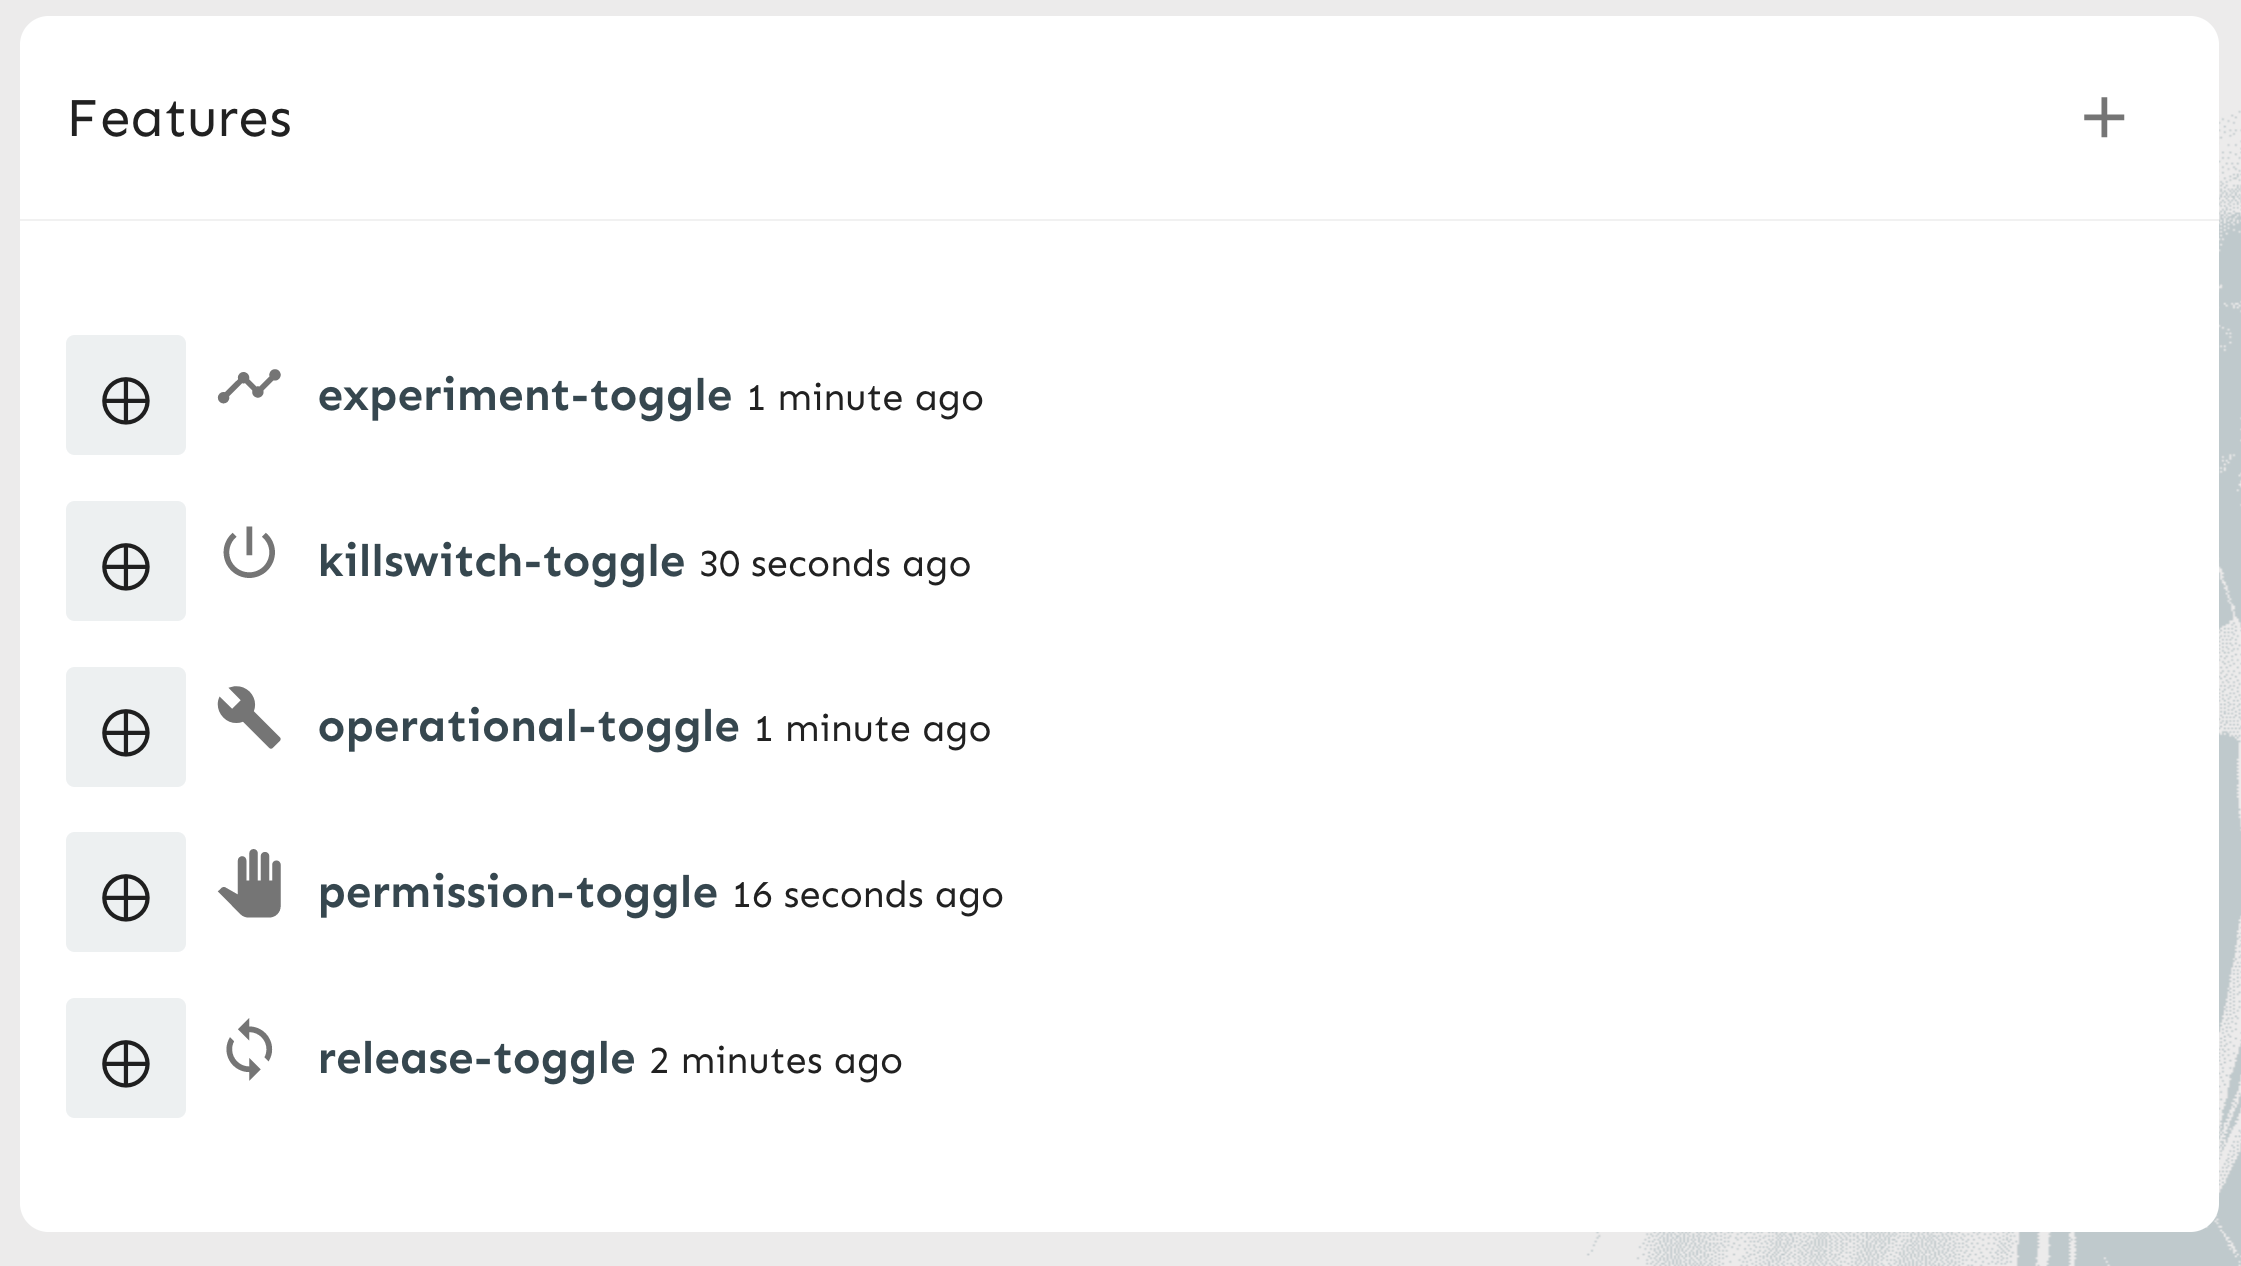 Features
experiment-toggle 1 minute ago
killswitch-toggle 30 seconds ago
operational-toggle 1 minute ago
permission-toggle 16 seconds ago
release-toggle 2 minutes ago